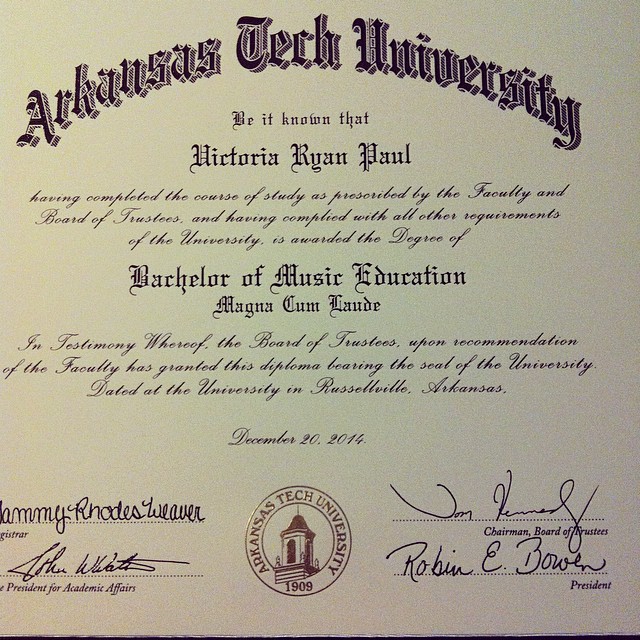 Arkansas Tech University
Be it known that
Victoria Ryan Paul
having completed the course of study as prescribed by the Faculty and
Board of Trustees, and having complied with all other requirements
of the University, is awarded the Degree of
Bachelor of Music Education
Magna Cum Laude
In Testimony Whereof, the Board of Trustees, upon recommendation
of the Faculty has granted this diploma bearing the seal of the University.
Dated at the University in Russellville, Arkansas,
December 20, 2014.
ammy Rhodes Weaver
gistrar
e President for Academic Affairs
ARKANSAS TECH UNIVERSITY
1909
Chairman, Board of Trustees
Robin E. Bowen
President